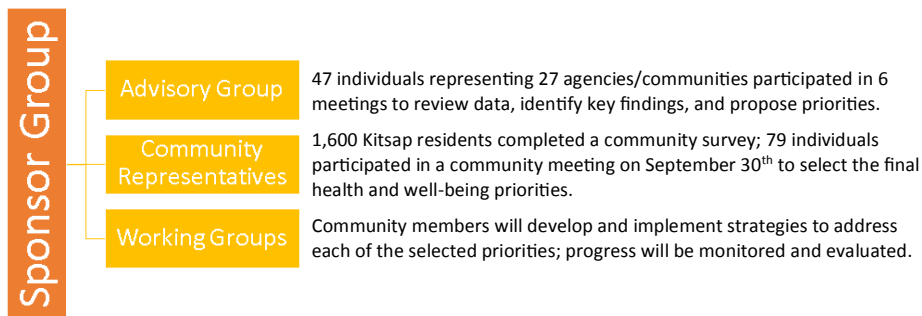 Sponsor Group
Advisory Group
47 individuals representing 27 agencies/communities participated in 6
meetings to review data, identify key findings, and propose priorities.
Community
Representatives
1,600 Kitsap residents completed a community survey; 79 individuals
participated in a community meeting on September 30th to select the final
health and well-being priorities.
Working Groups
Community members will develop and implement strategies to address
each of the selected priorities; progress will be monitored and evaluated.